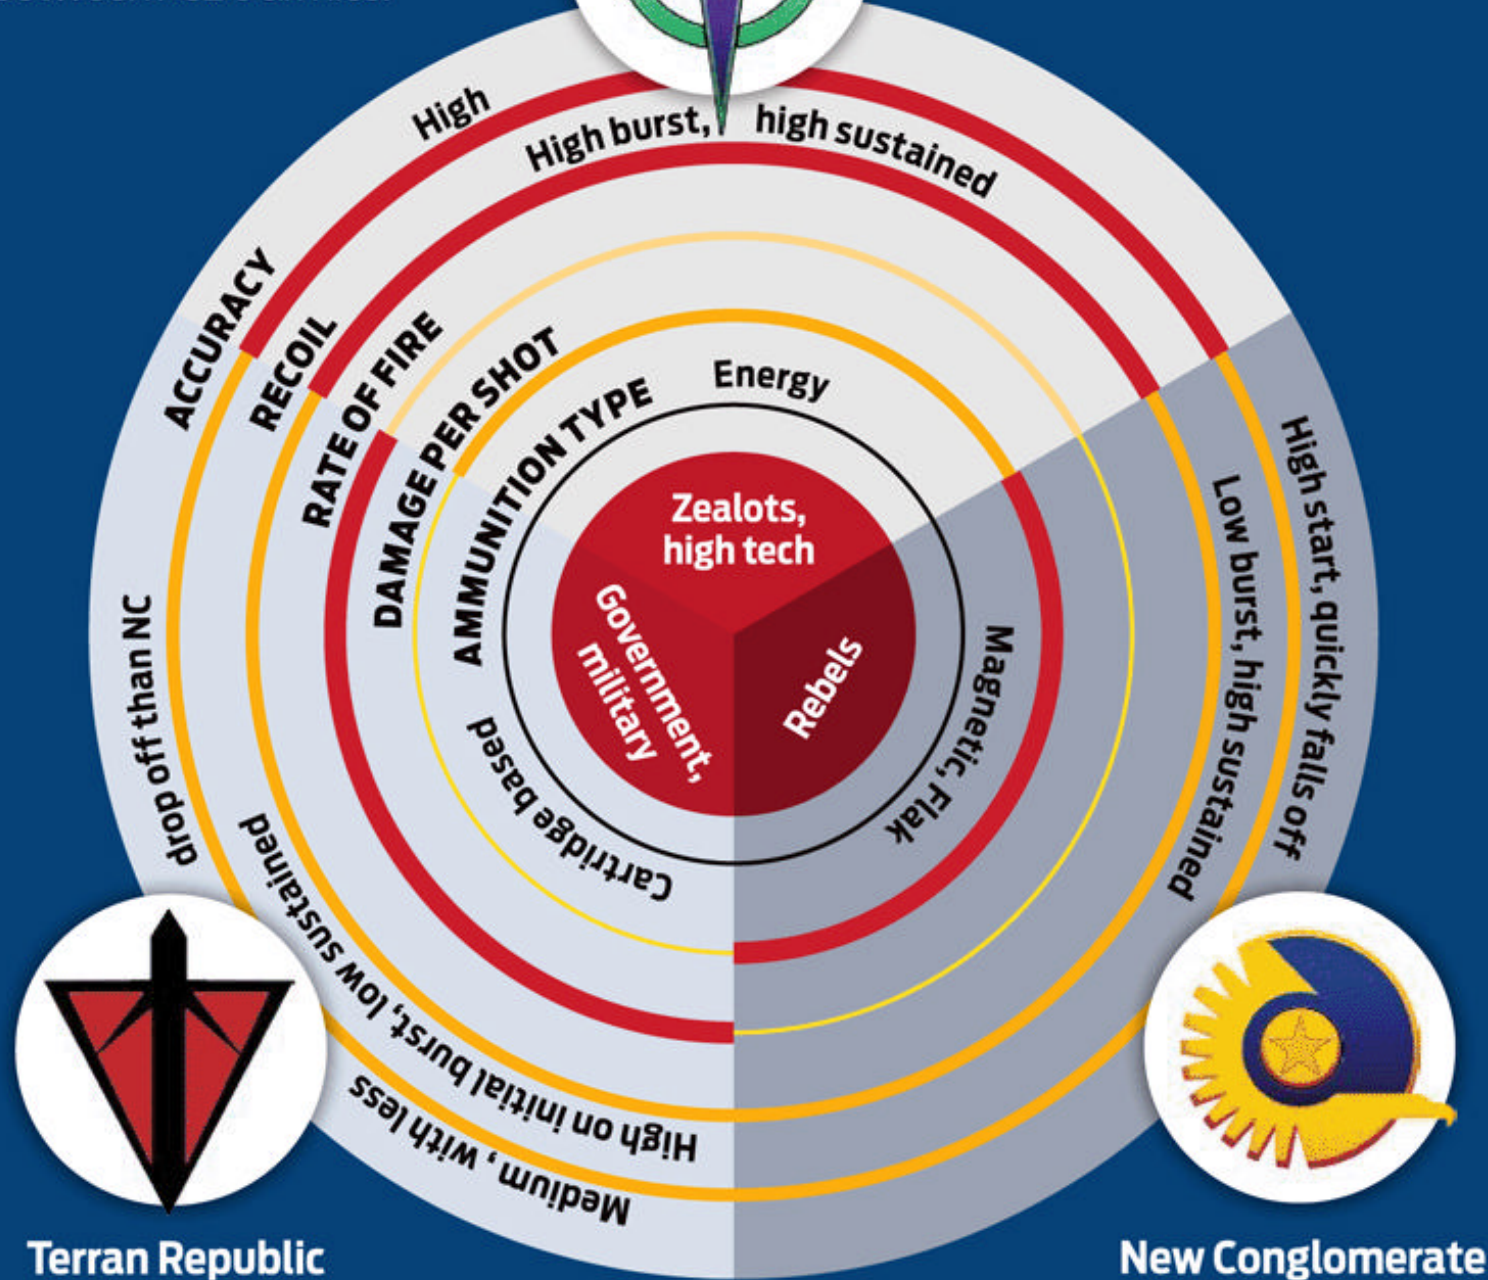 High
High burst, high sustained
ACCURACY
RECOIL
RATE OF FIRE
DAMAGE PER SHOT
AMMUNITION TYPE
Energy
Zealots,
high tech
Government,
military
Rebels
High start, quickly falls off
Low burst, high sustained
Magnetic, Flak
Cartridge based
High on initial burst, low sustained
Medium, with less
drop off than NC
Terran Republic
New Conglomerate